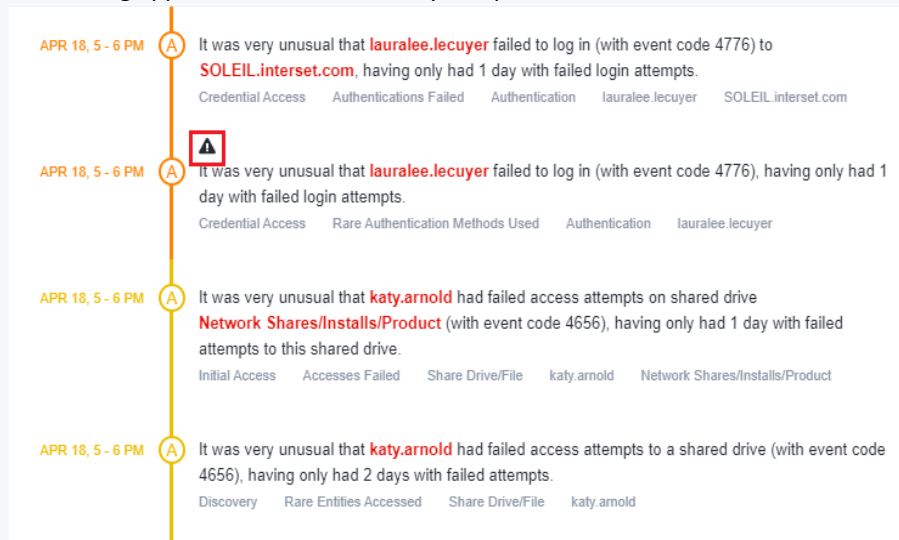 APR 18, 5 - 6 PM
A
It was very unusual that lauralee.lecuyer failed to log in (with event code 4776) to
SOLEIL.interset.com, having only had 1 day with failed login attempts.
Credential Access Authentications Failed Authentication lauralee.lecuyer SOLEIL.interset.com
APR 18, 5 - 6 PM
A
It was very unusual that lauralee.lecuyer failed to log in (with event code 4776), having only had 1
day with failed login attempts.
Credential Access Rare Authentication Methods Used Authentication lauralee.lecuyer
APR 18, 5 - 6 PM
A
It was very unusual that katy.arnold had failed access attempts on shared drive
Network Shares/Installs/Product (with event code 4656), having only had 1 day with failed
attempts to this shared drive.
Initial Access Accesses Failed Share Drive/File katy.arnold Network Shares/Installs/Product
APR 18, 5 - 6 PM
A
It was very unusual that katy.arnold had failed access attempts to a shared drive (with event code
4656), having only had 2 days with failed attempts.
Discovery Rare Entities Accessed Share Drive/File katy.arnold